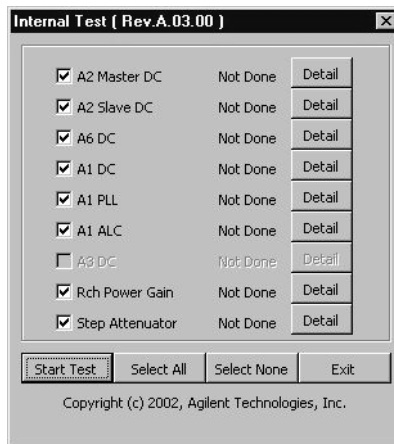 Internal Test ( Rev.A.03.00 )
A2 Master DC Not Done Detail
A2 Slave DC Not Done Detail
A6 DC Not Done Detail
A1 DC Not Done Detail
A1 PLL Not Done Detail
A1 ALC Not Done Detail
A3 DC Not Done Detail
Rch Power Gain Not Done Detail
Step Attenuator Not Done Detail
Start Test Select All Select None Exit
Copyright (c) 2002, Agilent Technologies, Inc.